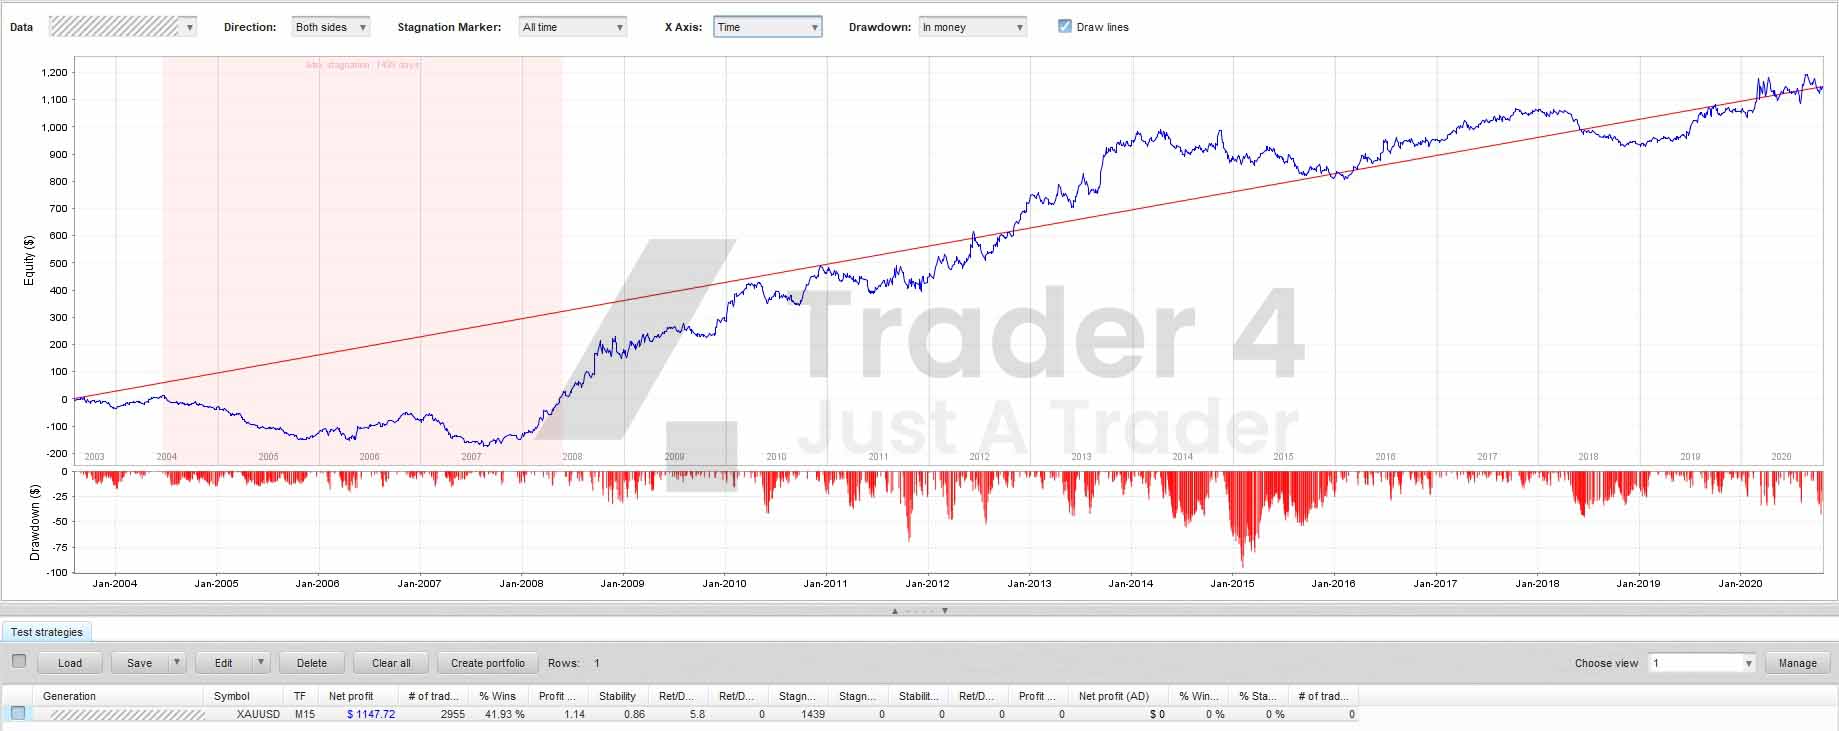 Data Direction: Both sides Stagnation Marker: All time X Axis: Time Drawdown: In money Draw lines
Max stagnation: 1439 days
Equity ($)
1,200
1,100
1,000
900
800
700
600
500
400
300
200
100
0
-100
-200
Trader 4
Just A Trader
2003 2004 2005 2006 2007 2008 2009 2010 2011 2012 2013 2014 2015 2016 2017 2018 2019 2020
Drawdown ($)
0
-25
-50
-75
-100
Jan-2004 Jan-2005 Jan-2006 Jan-2007 Jan-2008 Jan-2009 Jan-2010 Jan-2011 Jan-2012 Jan-2013 Jan-2014 Jan-2015 Jan-2016 Jan-2017 Jan-2018 Jan-2019 Jan-2020
Test strategies
Load Save Edit Delete Clear all Create portfolio Rows: 1 Choose view 1 Manage
Generation Symbol TF Net profit # of trad... % Wins Profit ... Stability Ret/D... Ret/D... Stagn... Stagn... Stabilit... Ret/D... Profit ... Net profit (AD) % Win... % Sta... # of trad...
XAUUSD M15 $ 1147.72 2955 41.93 % 1.14 0.86 5.8 0 1439 0 0 0 0 $ 0 0 % 0 % 0